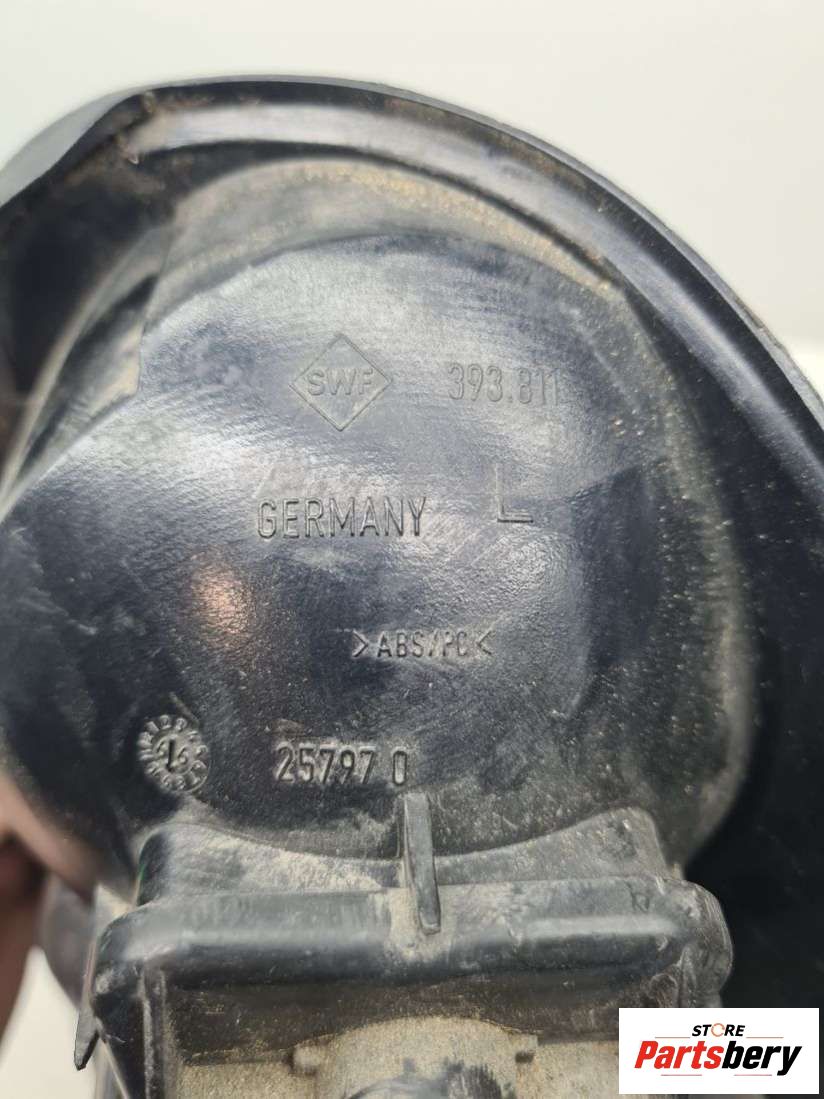 SWF 393.811
GERMANY L
>ABS/PC<
25797 0
STORE
Partsbery